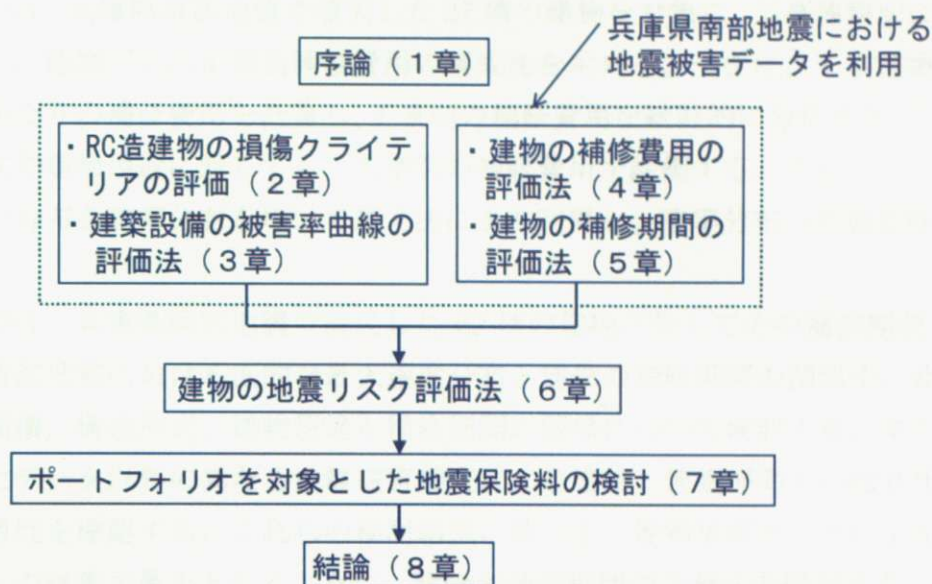 兵庫県南部地震における
地震被害データを利用
序論 1章
・RC造建物の損傷クライテ
リアの評価（2章）
・建築設備の被害率曲線の
評価法（3章）
・建物の補修費用の
評価法（4章）
・建物の補修期間の
評価法（5章）
建物の地震リスク評価法（6章）
ポートフォリオを対象とした地震保険料の検討（7章）
結論（8章）